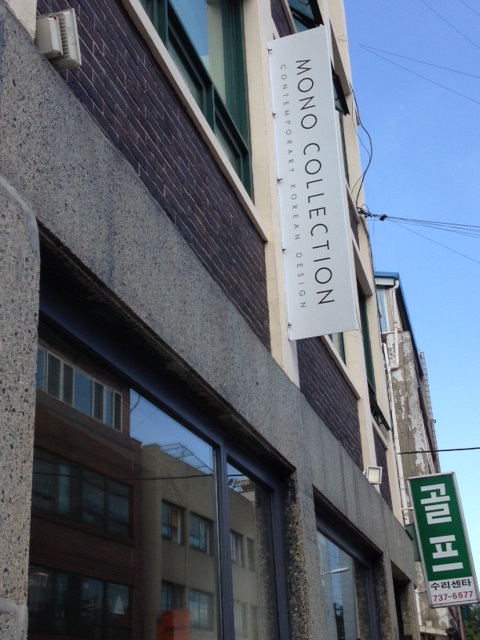 MONO COLLECTION
CONTEMPORARY KOREAN DESIGN
골프
수리센타
737-6677